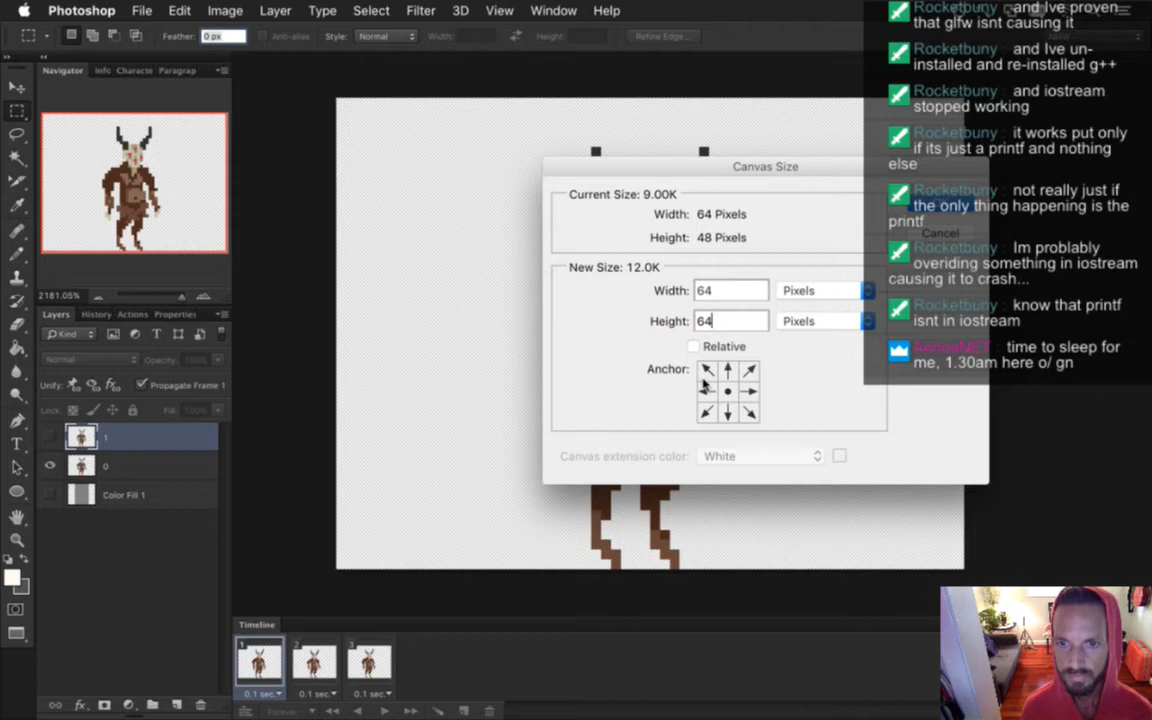 Photoshop File Edit Image Layer Type Select Filter 3D View Window Help
Feather: 0 px Anti-alias Style: Normal Width: Height: Refine Edge...
Navigator Info Characte Paragrap
2181.05%
Layers History Actions Properties
Kind
Normal Opacity: 100%
Unify: Propagate Frame 1
Lock: Fill: 100%
1
0
Color Fill 1
Canvas Size
Current Size: 9.00K
Width: 64 Pixels
Height: 48 Pixels
New Size: 12.0K
Width: 64 Pixels
Height: 64 Pixels
Relative
Anchor:
Canvas extension color: White
Cancel
Rocketbuny : and Ive proven
that glfw isnt causing it
Rocketbuny : and Ive un-
installed and re-installed g++
Rocketbuny : and iostream
stopped working
Rocketbuny : it works put only
if its just a printf and nothing
else
Rocketbuny : not really just if
the only thing happening is the
printf
Rocketbuny : Im problably
overiding something in iostream
causing it to crash...
Rocketbuny : know that printf
isnt in iostream
: time to sleep for
me, 1.30am here o/ gn
Timeline
1 2 3
0.1 sec. 0.1 sec. 0.1 sec.
Forever